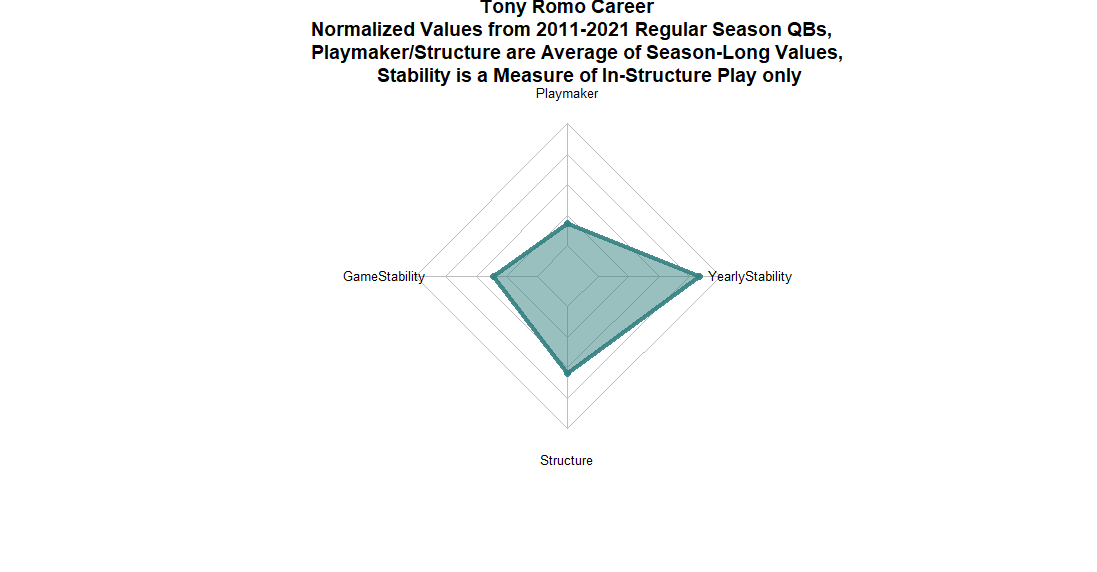 Tony Romo Career
Normalized Values from 2011-2021 Regular Season QBs,
Playmaker/Structure are Average of Season-Long Values,
Stability is a Measure of In-Structure Play only
Playmaker
GameStability
YearlyStability
Structure